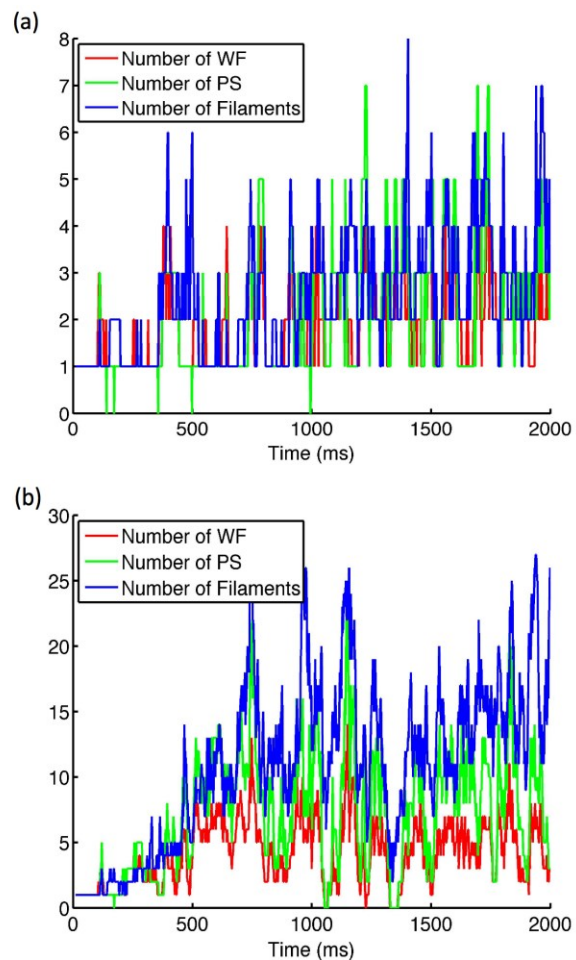 (a)
8
7
6
5
4
3
2
1
0
Number of WF
Number of PS
Number of Filaments
0 500 1000 1500 2000
Time (ms)
(b)
30
25
20
15
10
5
0
Number of WF
Number of PS
Number of Filaments
0 500 1000 1500 2000
Time (ms)